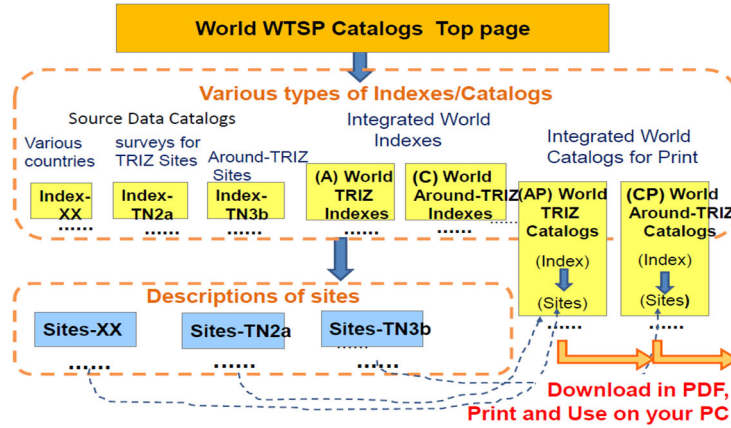 World WTSP Catalogs Top page
Various types of Indexes/Catalogs
Source Data Catalogs
Various
countries
surveys for
TRIZ Sites
Around-TRIZ
Sites
Integrated World
Indexes
Integrated World
Catalogs for Print
Index-
XX
......
Index-
TN2a
......
Index-
TN3b
......
(A) World
TRIZ
Indexes
......
(C) World
Around-TRIZ
Indexes
......
........
(AP) World
TRIZ
Catalogs
(Index)
(Sites)
......
(CP) World
Around-TRIZ
Catalogs
(Index)
(Sites)
......
Descriptions of sites
Sites-XX
......
Sites-TN2a
......
Sites-TN3b
......
......
Download in PDF,
Print and Use on your PC